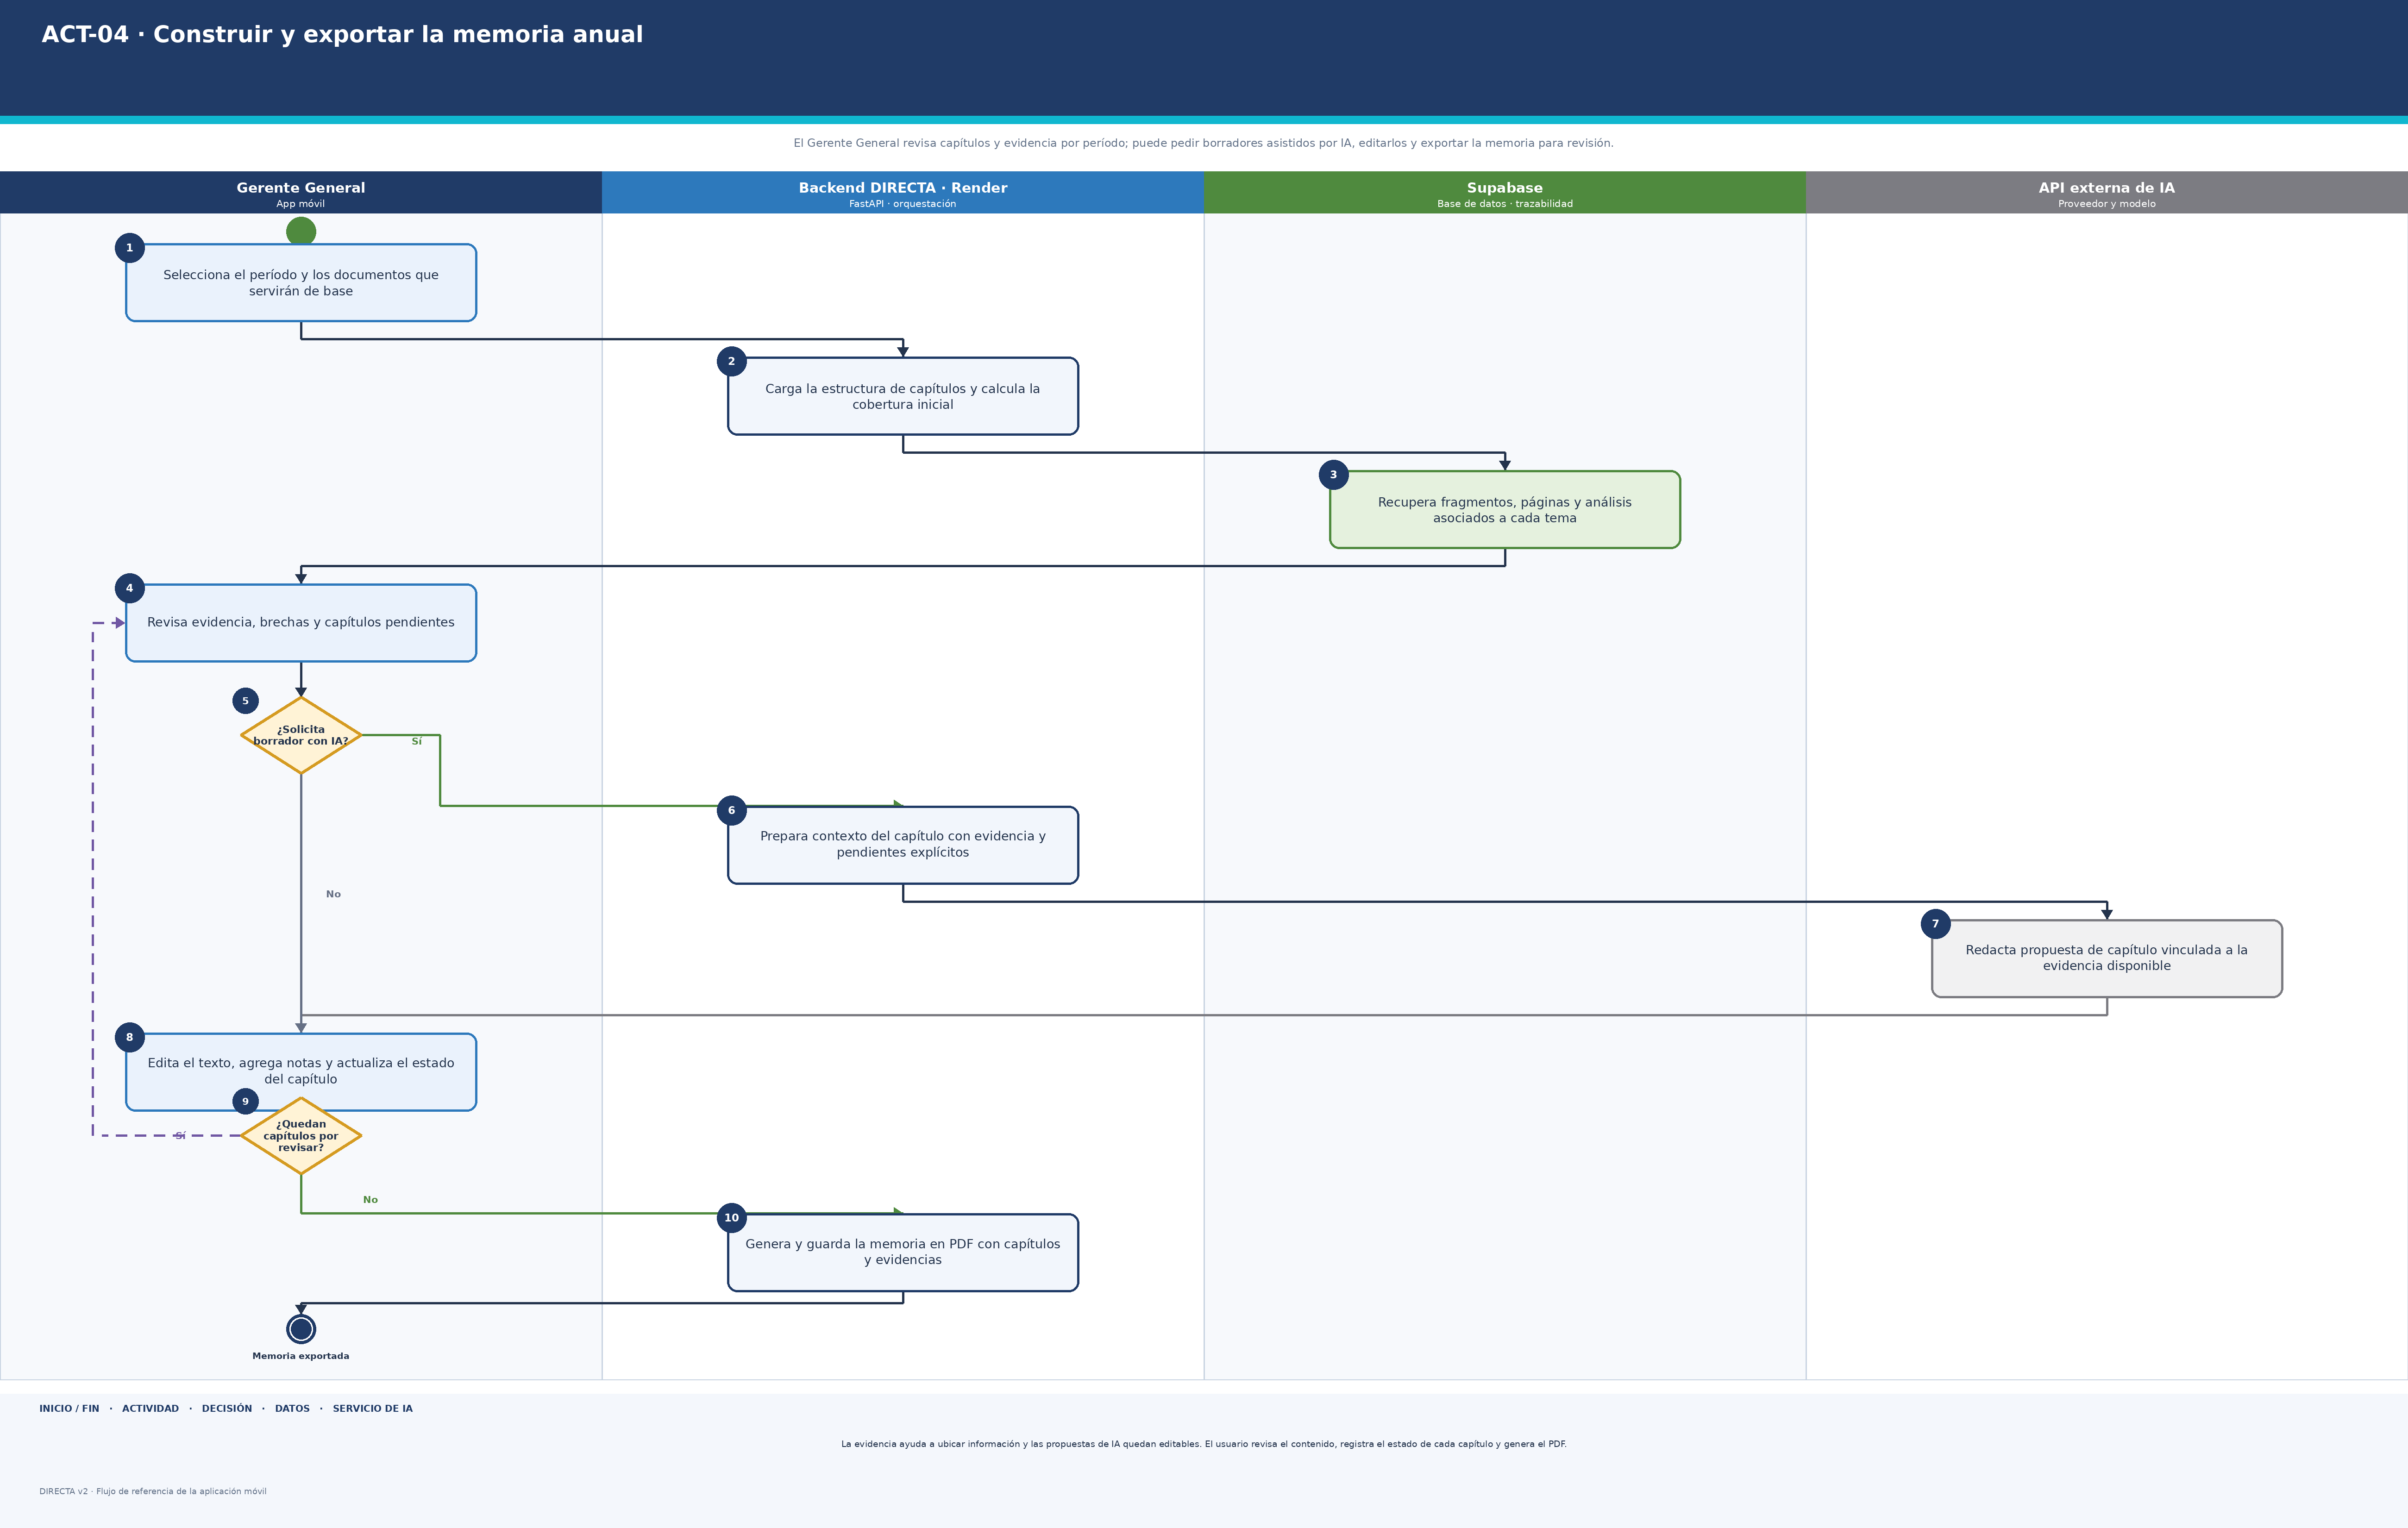 ACT-04 · Construir y exportar la memoria anual
El Gerente General revisa capítulos y evidencia por período; puede pedir borradores asistidos por IA, editarlos y exportar la memoria para revisión.
Gerente General
App móvil
Backend DIRECTA · Render
FastAPI · orquestación
Supabase
Base de datos · trazabilidad
API externa de IA
Proveedor y modelo
1
Selecciona el período y los documentos que
servirán de base
2
Carga la estructura de capítulos y calcula la
cobertura inicial
3
Recupera fragmentos, páginas y análisis
asociados a cada tema
4
Revisa evidencia, brechas y capítulos pendientes
5
¿Solicita
borrador con IA?
Sí
6
Prepara contexto del capítulo con evidencia y
pendientes explícitos
No
7
Redacta propuesta de capítulo vinculada a la
evidencia disponible
8
Edita el texto, agrega notas y actualiza el estado
del capítulo
9
¿Quedan
capítulos por
revisar?
Sí
No
10
Genera y guarda la memoria en PDF con capítulos
y evidencias
Memoria exportada
INICIO / FIN · ACTIVIDAD · DECISIÓN · DATOS · SERVICIO DE IA
La evidencia ayuda a ubicar información y las propuestas de IA quedan editables. El usuario revisa el contenido, registra el estado de cada capítulo y genera el PDF.
DIRECTA v2 · Flujo de referencia de la aplicación móvil